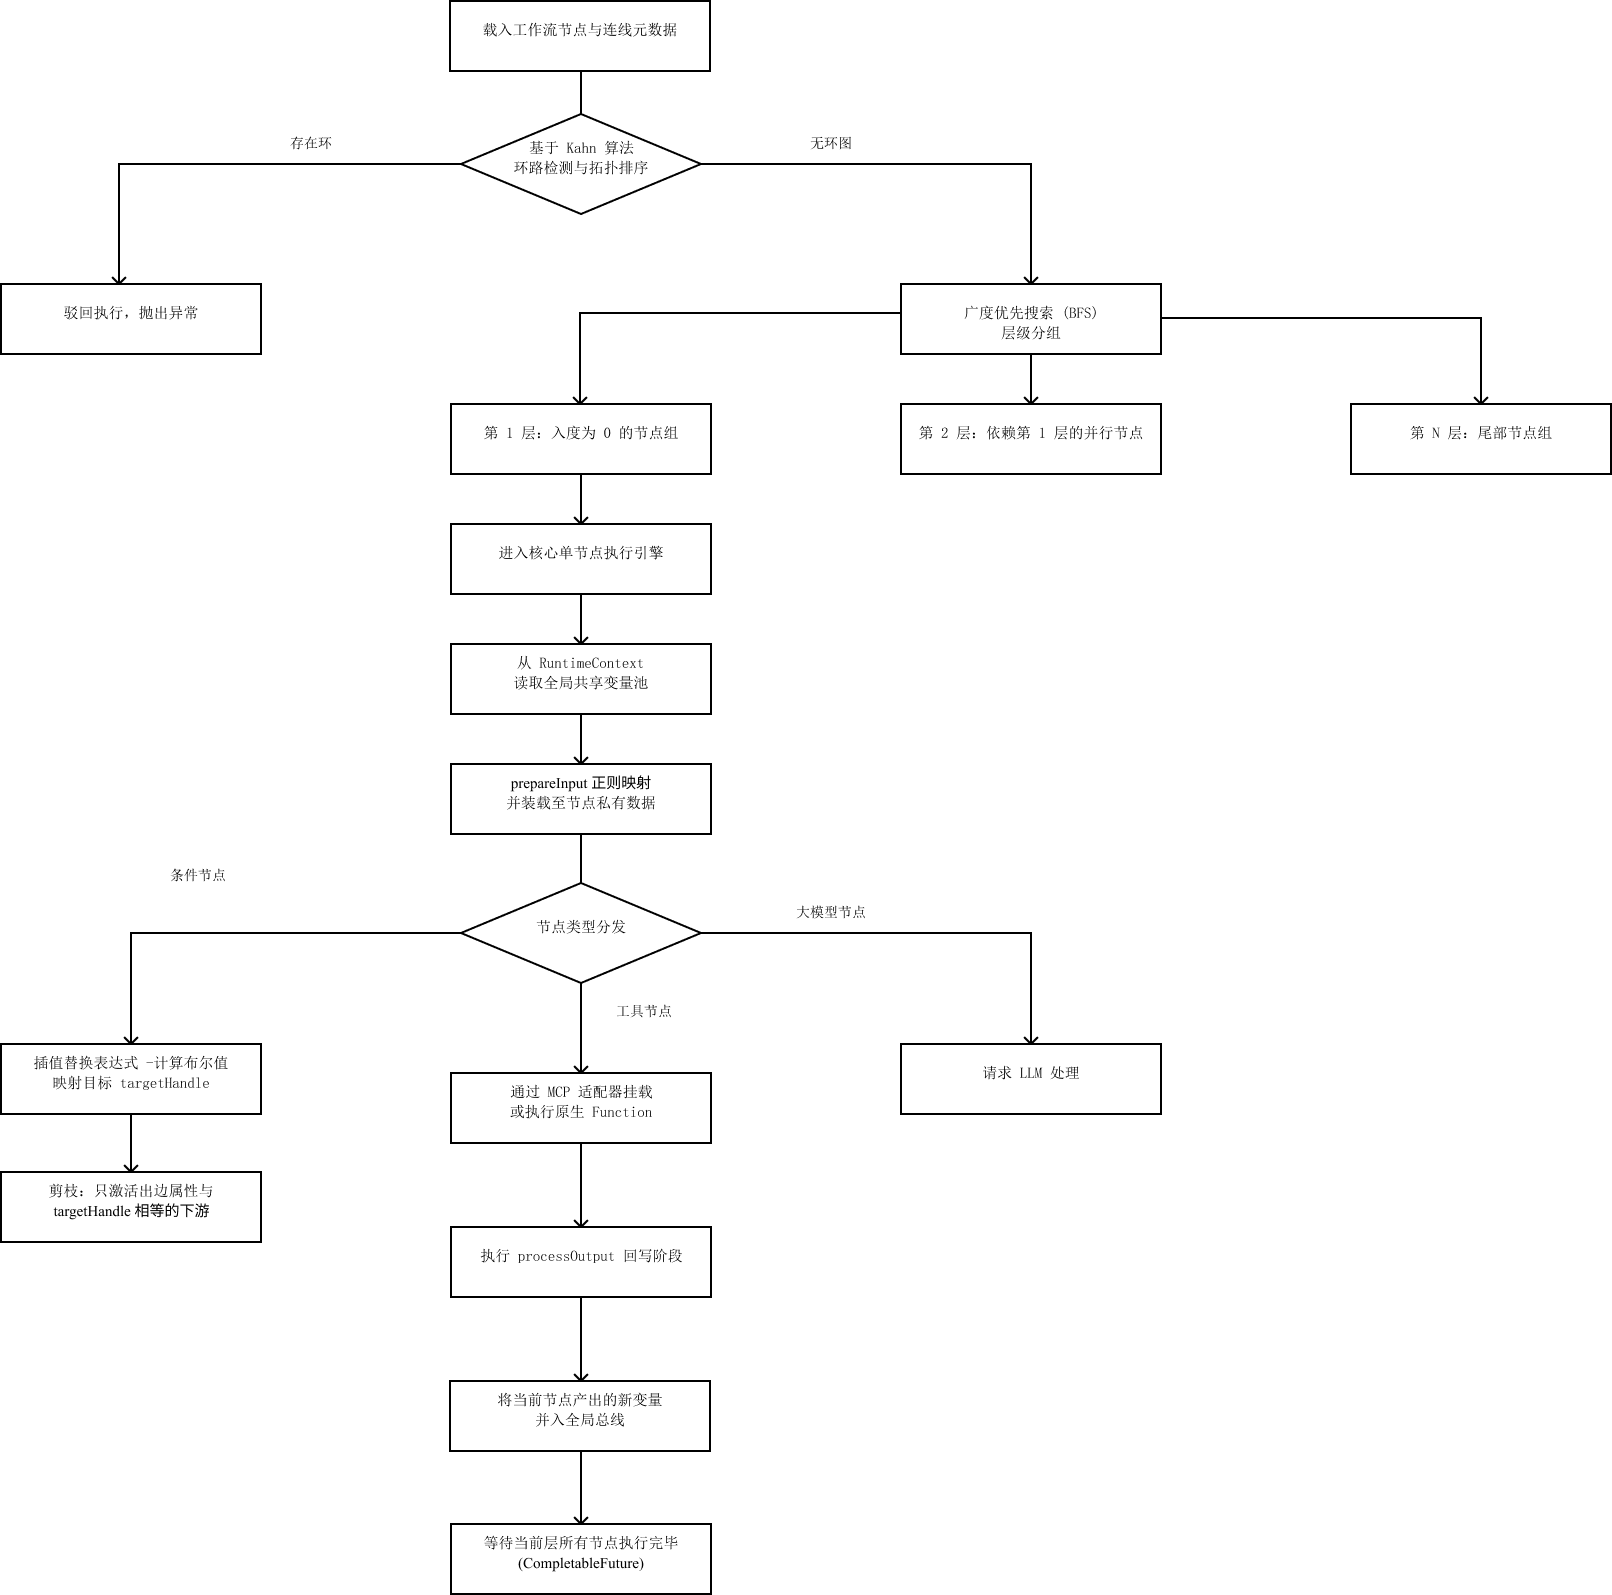 载入工作流节点与连线元数据
存在环
无环图
基于 Kahn 算法
环路检测与拓扑排序
驳回执行，抛出异常
广度优先搜索 (BFS)
层级分组
第 1 层：入度为 0 的节点组
第 2 层：依赖第 1 层的并行节点
第 N 层：尾部节点组
进入核心单节点执行引擎
从 RuntimeContext
读取全局共享变量池
prepareInput 正则映射
并装载至节点私有数据
条件节点
大模型节点
节点类型分发
工具节点
插值替换表达式 -计算布尔值
映射目标 targetHandle
通过 MCP 适配器挂载
或执行原生 Function
请求 LLM 处理
剪枝：只激活出边属性与
targetHandle 相等的下游
执行 processOutput 回写阶段
将当前节点产出的新变量
并入全局总线
等待当前层所有节点执行完毕
(CompletableFuture)